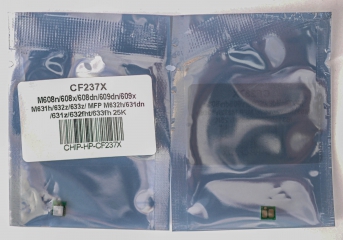 CF237X
M608n/608x/608dn/609dn/609x
M631h/632z/633z/ MFP M632h/631dn
/631z/632fht/633fh 25K
CHIP-HP-CF237X